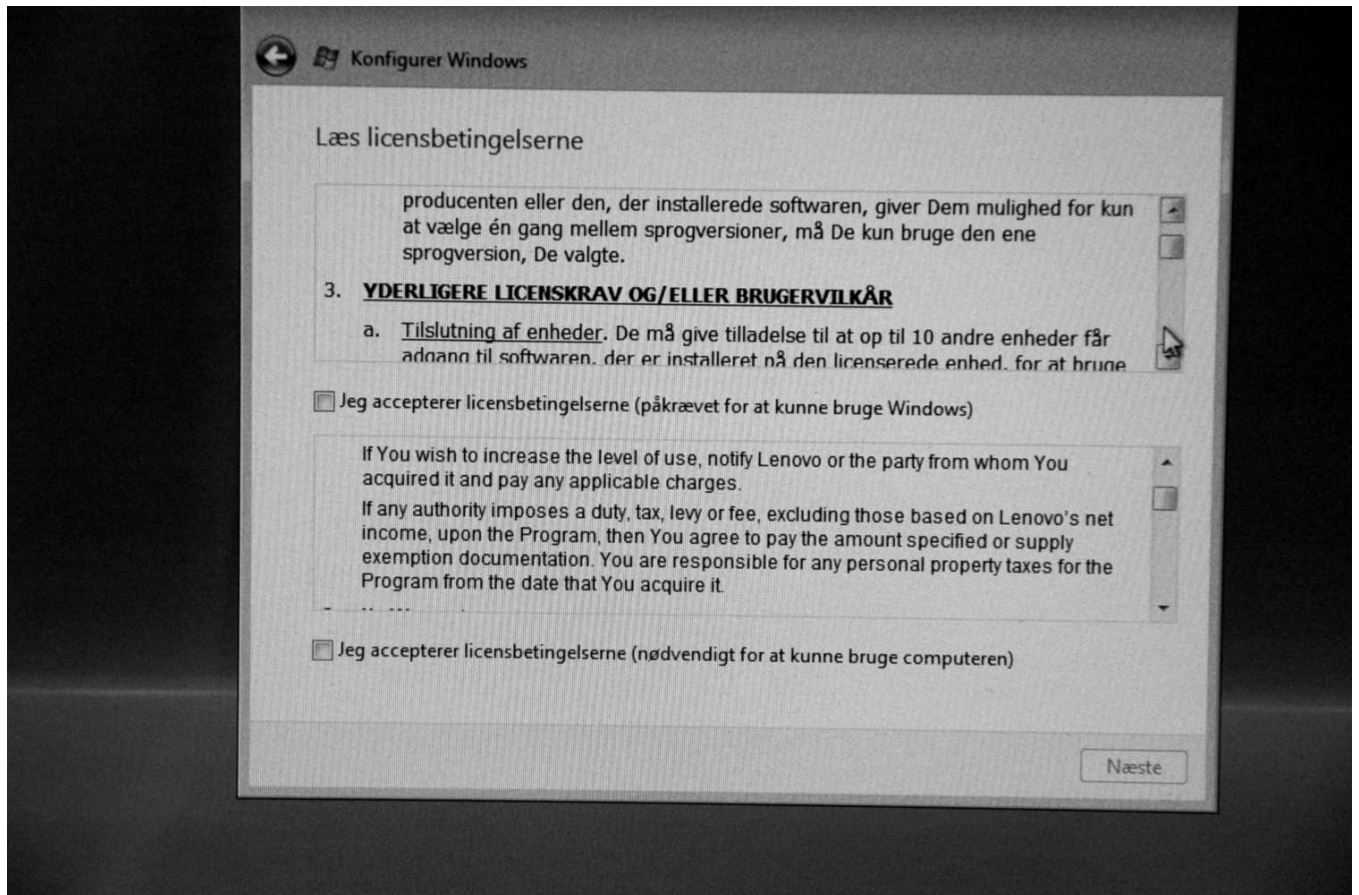 Konfigurer Windows
Læs licensbetingelserne
producenten eller den, der installerede softwaren, giver Dem mulighed for kun
at vælge én gang mellem sprogversioner, må De kun bruge den ene
sprogversion, De valgte.
3. YDERLIGERE LICENSKRAV OG/ELLER BRUGERVILKÅR
a. Tilslutning af enheder. De må give tilladelse til at op til 10 andre enheder får
adgang til softwaren, der er installeret på den licenserede enhed, for at bruge
Jeg accepterer licensbetingelserne (påkrævet for at kunne bruge Windows)
If You wish to increase the level of use, notify Lenovo or the party from whom You
acquired it and pay any applicable charges.
If any authority imposes a duty, tax, levy or fee, excluding those based on Lenovo's net
income, upon the Program, then You agree to pay the amount specified or supply
exemption documentation. You are responsible for any personal property taxes for the
Program from the date that You acquire it.
Jeg accepterer licensbetingelserne (nødvendigt for at kunne bruge computeren)
Næste